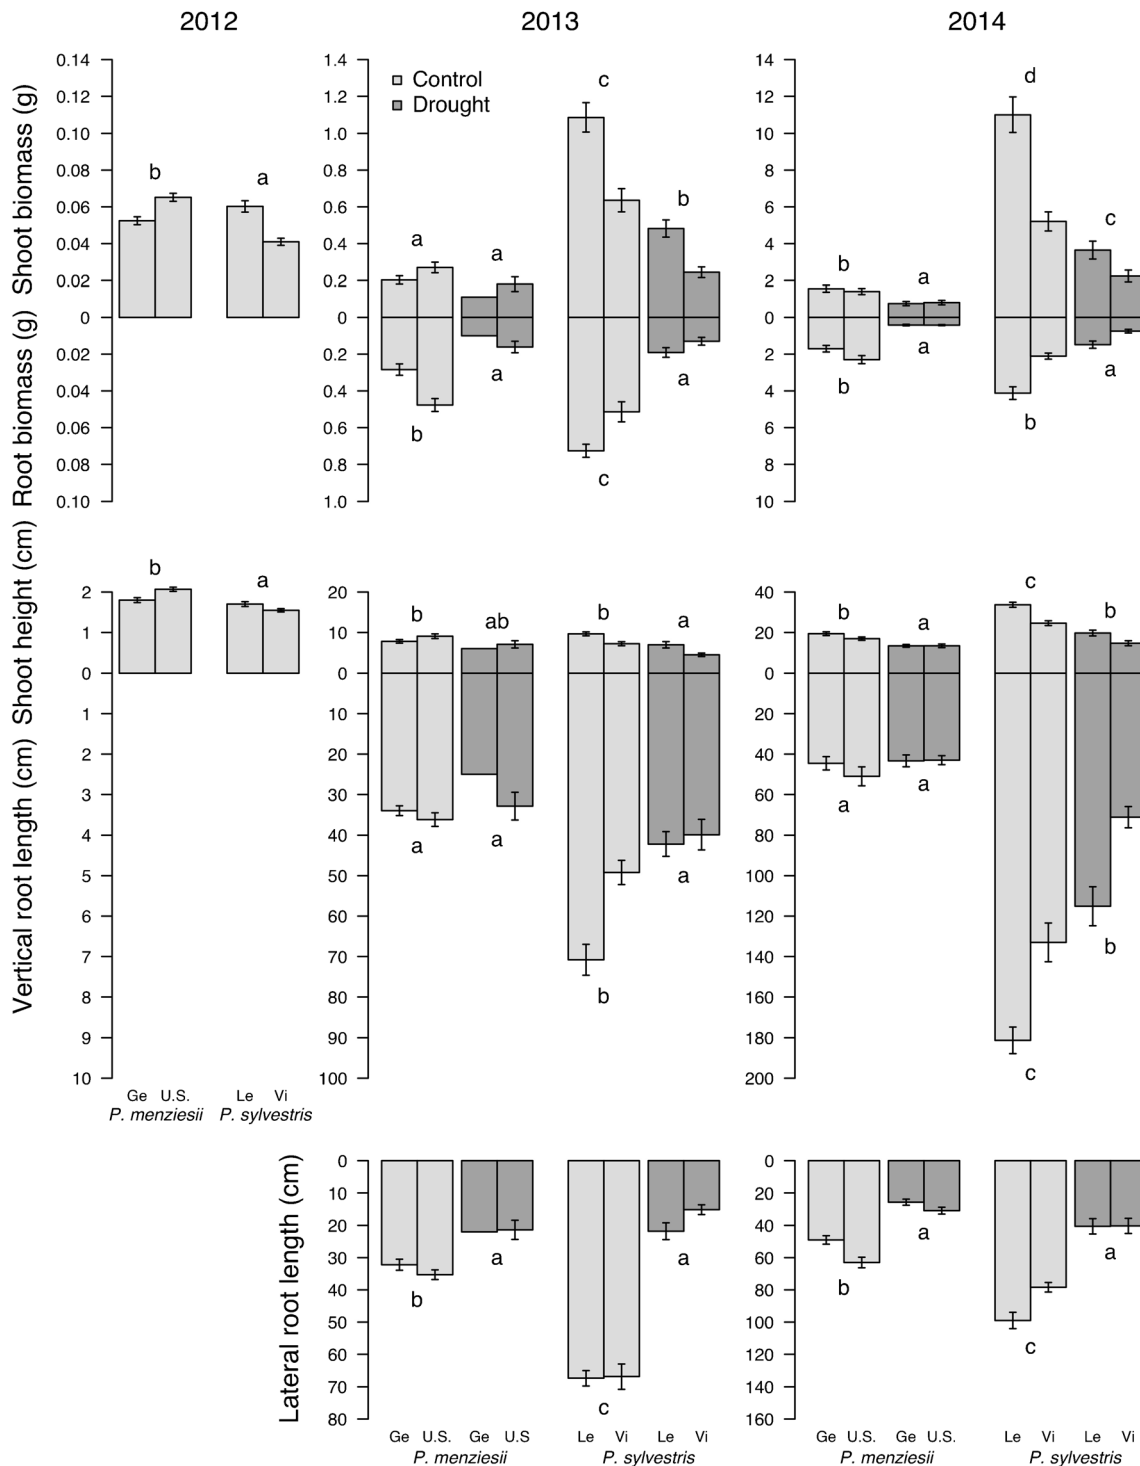 2012
2013
2014
Shoot biomass (g)
Root biomass (g)
0.14
0.12
0.10
0.08
0.06
0.04
0.02
0
0.02
0.04
0.06
0.08
0.10
b
a
1.4
1.2
1.0
0.8
0.6
0.4
0.2
0
0.2
0.4
0.6
0.8
1.0
Control
Drought
a
a
c
b
b
a
c
a
14
12
10
8
6
4
2
0
2
4
6
8
10
b
a
d
c
b
a
b
a
Shoot height (cm)
Vertical root length (cm)
2
1
0
1
2
3
4
5
6
7
8
9
10
b
a
Ge U.S. Le Vi
P. menziesii P. sylvestris
20
10
0
10
20
30
40
50
60
70
80
90
100
b
ab
b
a
a
a
b
a
40
20
0
20
40
60
80
100
120
140
160
180
200
b
a
c
b
a
a
c
b
Lateral root length (cm)
0
10
20
30
40
50
60
70
80
b
a
c
a
Ge U.S. Ge U.S Le Vi Le Vi
P. menziesii P. sylvestris
0
20
40
60
80
100
120
140
160
b
a
c
a
Ge U.S. Ge U.S. Le Vi Le Vi
P. menziesii P. sylvestris